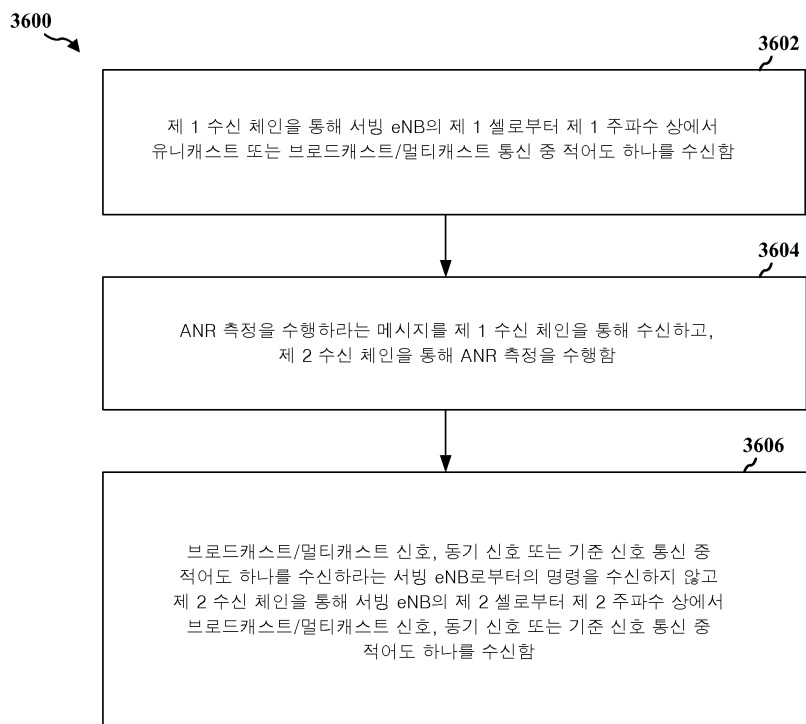 3600
3602
제 1 수신 체인을 통해 서빙 eNB의 제 1 셀로부터 제 1 주파수 상에서
유니캐스트 또는 브로드캐스트/멀티캐스트 통신 중 적어도 하나를 수신함
3604
ANR 측정을 수행하라는 메시지를 제 1 수신 체인을 통해 수신하고,
제 2 수신 체인을 통해 ANR 측정을 수행함
3606
브로드캐스트/멀티캐스트 신호, 동기 신호 또는 기준 신호 통신 중
적어도 하나를 수신하라는 서빙 eNB로부터의 명령을 수신하지 않고
제 2 수신 체인을 통해 서빙 eNB의 제 2 셀로부터 제 2 주파수 상에서
브로드캐스트/멀티캐스트 신호, 동기 신호 또는 기준 신호 통신 중
적어도 하나를 수신함